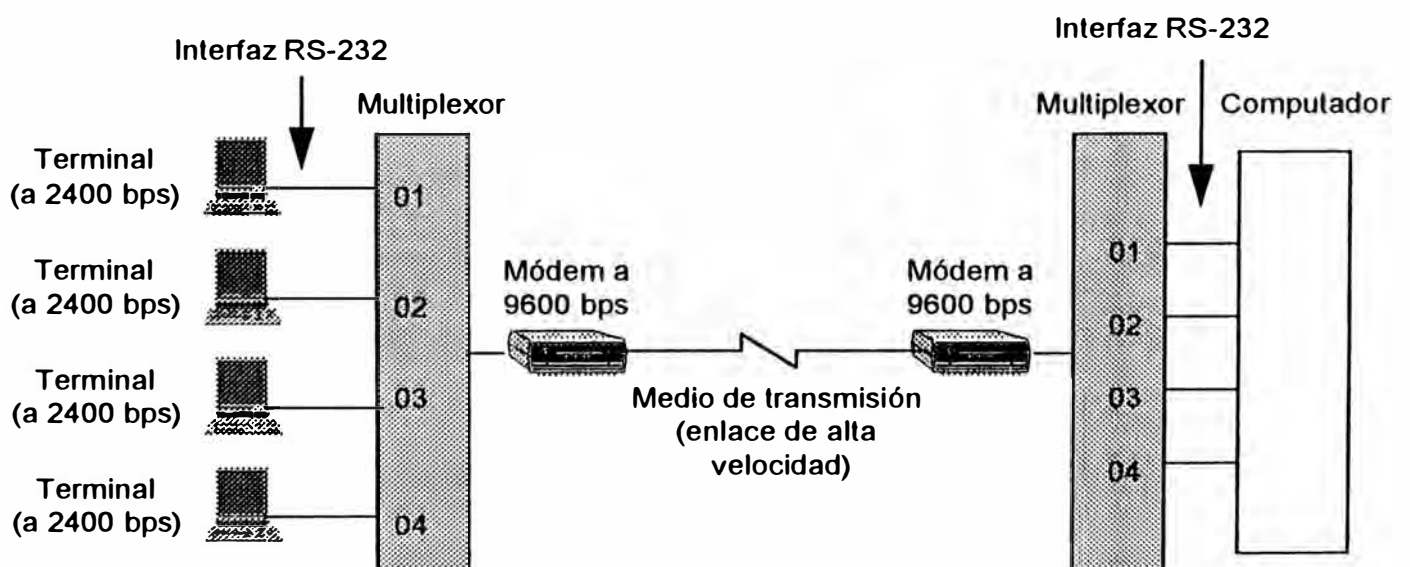 Interfaz RS-232
Interfaz RS-232
Multiplexor
Multiplexor
Computador
Terminal
(a 2400 bps)
01
Terminal
(a 2400 bps)
02
Terminal
(a 2400 bps)
03
Terminal
(a 2400 bps)
04
Módem a
9600 bps
Medio de transmisión
(enlace de alta
velocidad)
Módem a
9600 bps
01
02
03
04